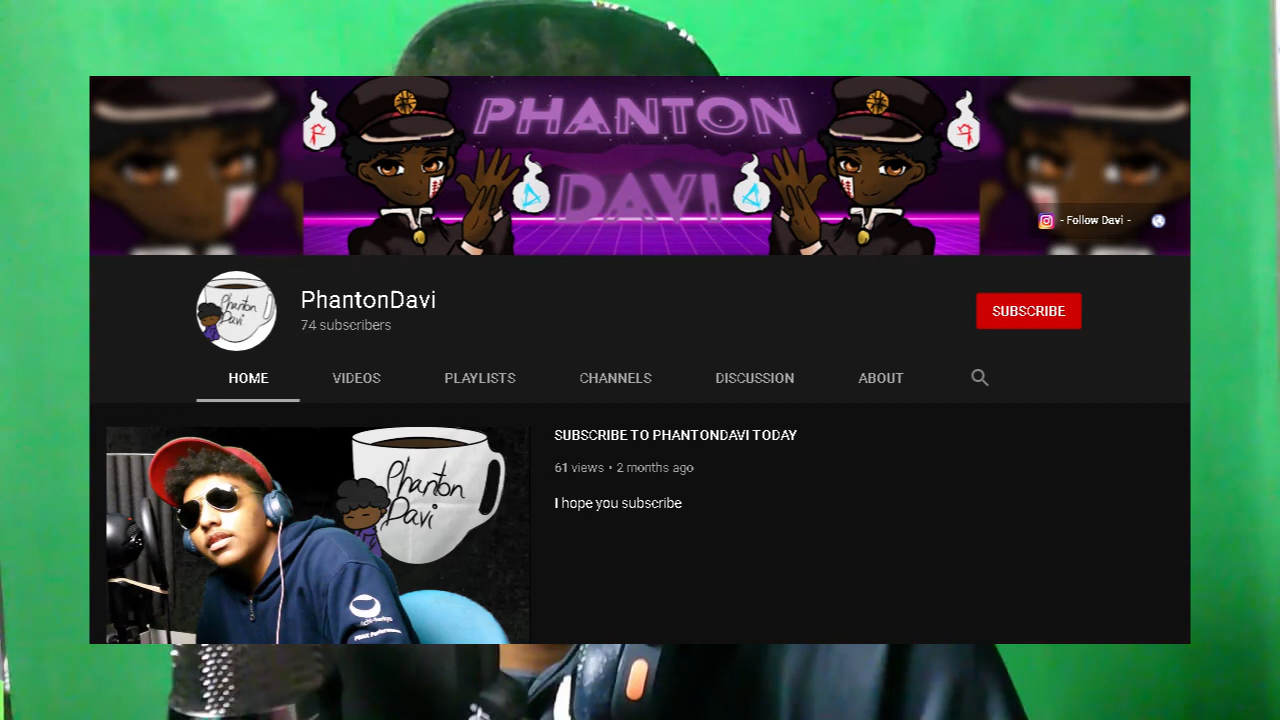 PHANTON
DAVI
- Follow Davi -
PhantonDavi
74 subscribers
SUBSCRIBE
HOME VIDEOS PLAYLISTS CHANNELS DISCUSSION ABOUT
Phanton
Davi
SUBSCRIBE TO PHANTONDAVI TODAY
61 views • 2 months ago
I hope you subscribe
Phanton
Davi